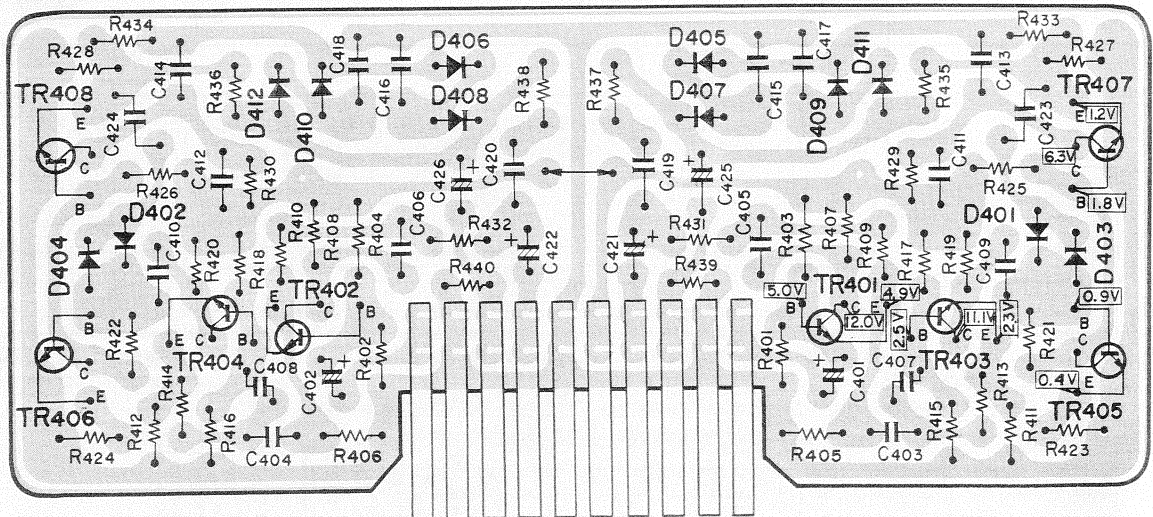 R434
R428
C414
TR408
E
C424
C
B
R436
D412
D410
C418
C416
D406
D408
R438
R437
D405
D407
C415
C417
D409
D411
R435
C413
R433
R427
TR407
E
1.2V
C423
6.3V
C
B
1.8V
R426
C412
R430
C426
C420
+
C419
+
C425
R429
C411
R425
D402
D404
C410
R420
R418
R410
R408
R404
C406
R432
+
C422
C421
+
R431
C405
R403
R407
R409
R417
R419
C409
D401
D403
R440
R439
B
C
E
TR406
R422
E
C
B
TR404
R414
E
C
TR402
B
C408
C402
+
R402
R424
R412
R416
C404
R406
5.0V
B
TR401
C
E
12.0V
4.9V
2.5V
B
11.1V
C
E
2.3V
TR403
R401
+
C401
C407
R413
R421
0.9V
B
C
E
0.4V
TR405
R405
C403
R415
R411
R423